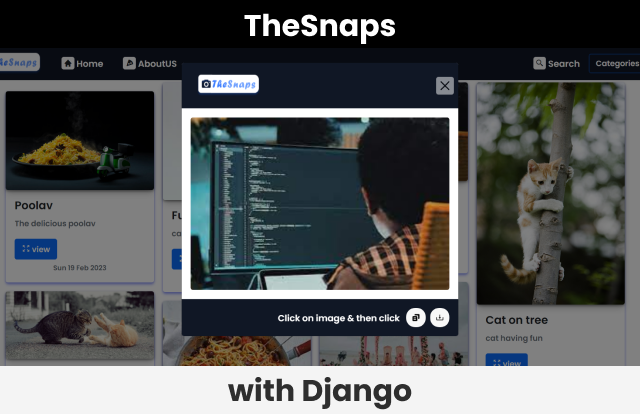 TheSnaps
TheSnaps
Home
AboutUS
Search
Categories
TheSnaps
Poolav
The delicious poolav
view
Sun 19 Feb 2023
Fu
ca
Cat on tree
cat having fun
view
Click on image & then click
with Django